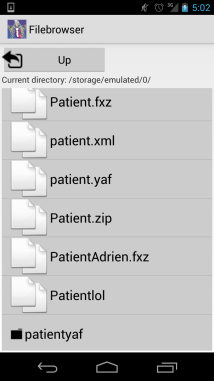 5:02
Filebrowser
Up
Current directory: /storage/emulated/0/
Patient.fxz
patient.xml
patient.yaf
Patient.zip
PatientAdrien.fxz
Patientlol
patientyaf